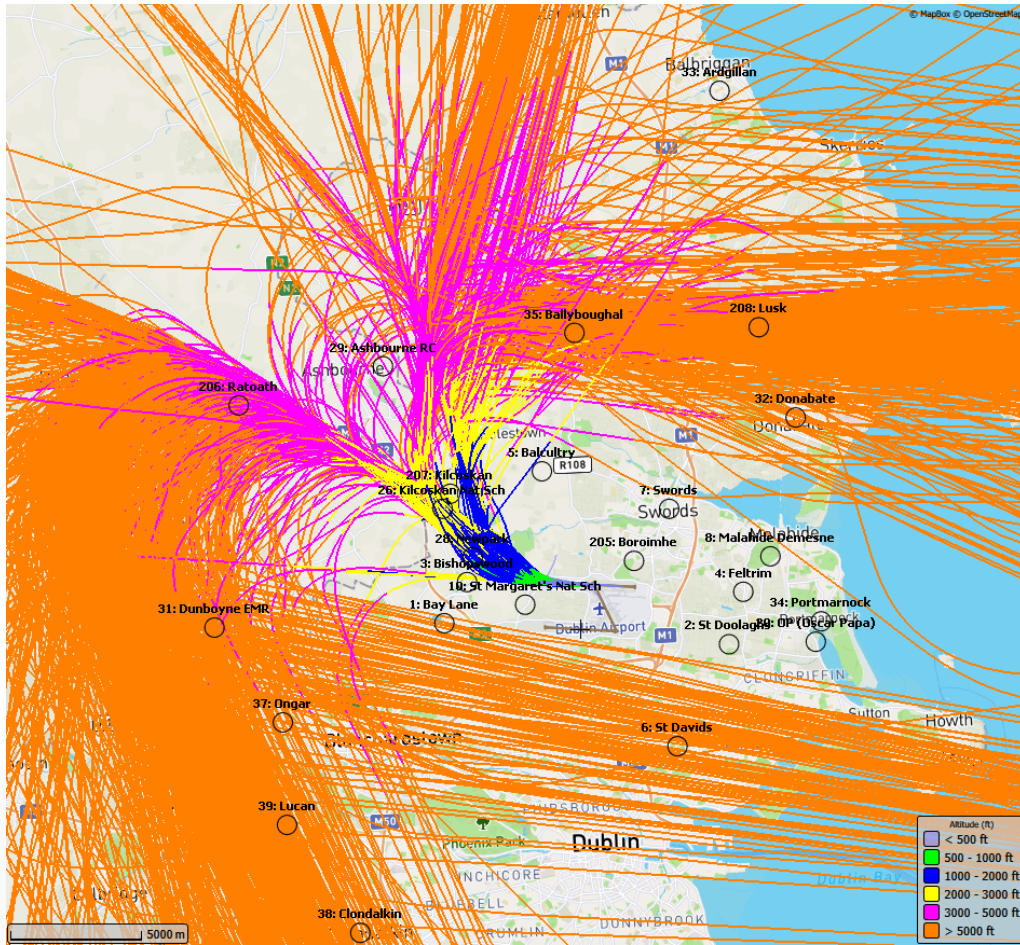 © MapBox © OpenStreetMap
Balbriggan
33: Ardgillan
M1
Skerries
M1
35: Ballyboughal
208: Lusk
29: Ashbourne RC
Ashbourne
206: Ratoath
32: Donabate
Donabate
M1
5: Balcultry
R108
207: Kilcoskan
26: Kilcoskan Nat Sch
7: Swords
Swords
28: Newpark
205: Boroimhe
8: Malahide Demesne
Malahide
3: Bishopswood
4: Feltrim
10: St Margaret's Nat Sch
1: Bay Lane
34: Portmarnock
31: Dunboyne EMR
Dublin Airport
M1
2: St Doolaghs
20: OP (Oscar Papa)
CLONGRIFFIN
37: Ongar
Sutton
Howth
6: St Davids
39: Lucan
M50
Phoenix Park
Dublin
INCHICORE
Dublin Bay
38: Clondalkin
DRUMLIN
DONNYBROOK
5000 m
Altitude (ft)
< 500 ft
500 - 1000 ft
1000 - 2000 ft
2000 - 3000 ft
3000 - 5000 ft
> 5000 ft